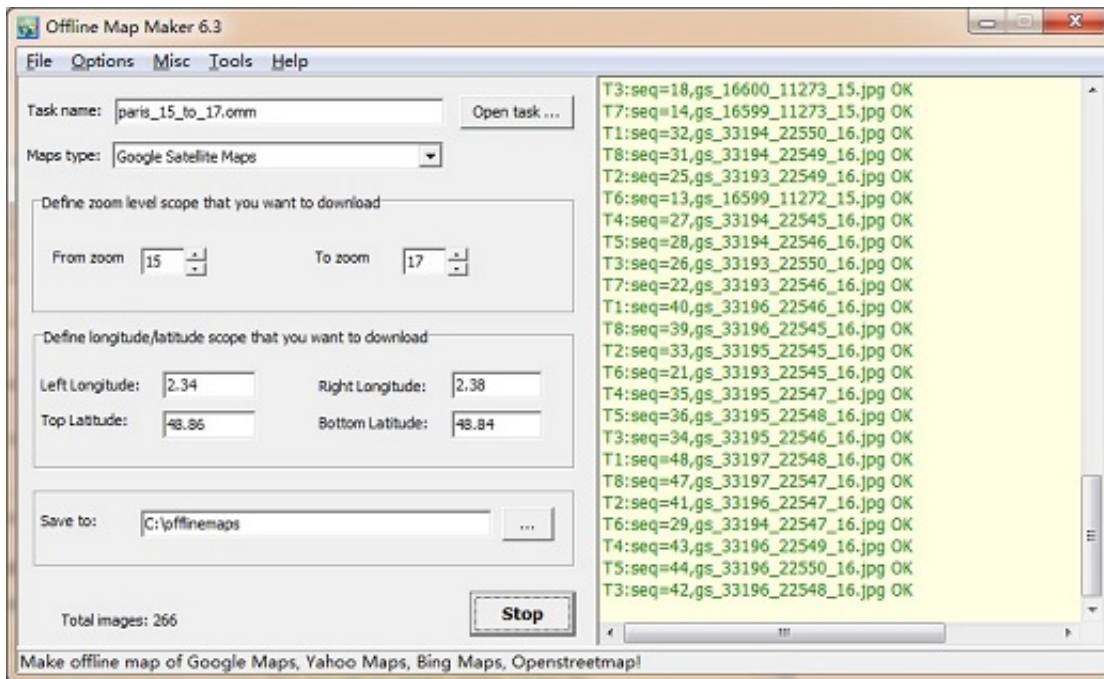 Offline Map Maker 6.3
File Options Misc Tools Help
Task name: paris_15_to_17.omm Open task ...
Maps type: Google Satellite Maps
Define zoom level scope that you want to download
From zoom 15 To zoom 17
Define longitude/latitude scope that you want to download
Left Longitude: 2.34 Right Longitude: 2.38
Top Latitude: 48.86 Bottom Latitude: 48.84
Save to: C:\offlinemaps ...
Total images: 266 Stop
T3:seq=18,gs_16600_11273_15.jpg OK
T7:seq=14,gs_16599_11273_15.jpg OK
T1:seq=32,gs_33194_22550_16.jpg OK
T8:seq=31,gs_33194_22549_16.jpg OK
T2:seq=25,gs_33193_22549_16.jpg OK
T6:seq=13,gs_16599_11272_15.jpg OK
T4:seq=27,gs_33194_22545_16.jpg OK
T5:seq=28,gs_33194_22546_16.jpg OK
T3:seq=26,gs_33193_22550_16.jpg OK
T7:seq=22,gs_33193_22546_16.jpg OK
T1:seq=40,gs_33196_22546_16.jpg OK
T8:seq=39,gs_33196_22545_16.jpg OK
T2:seq=33,gs_33195_22545_16.jpg OK
T6:seq=21,gs_33193_22545_16.jpg OK
T4:seq=35,gs_33195_22547_16.jpg OK
T5:seq=36,gs_33195_22548_16.jpg OK
T3:seq=34,gs_33195_22546_16.jpg OK
T1:seq=48,gs_33197_22548_16.jpg OK
T8:seq=47,gs_33197_22547_16.jpg OK
T2:seq=41,gs_33196_22547_16.jpg OK
T6:seq=29,gs_33194_22547_16.jpg OK
T4:seq=43,gs_33196_22549_16.jpg OK
T5:seq=44,gs_33196_22550_16.jpg OK
T3:seq=42,gs_33196_22548_16.jpg OK
Make offline map of Google Maps, Yahoo Maps, Bing Maps, Openstreetmap!